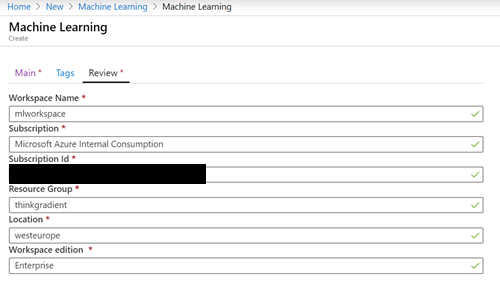 Home > New > Machine Learning > Machine Learning
Machine Learning
Create
Main * Tags Review *
Workspace Name *
mlworkspace
Subscription *
Microsoft Azure Internal Consumption
Subscription Id *
Resource Group *
thinkgradient
Location *
westeurope
Workspace edition *
Enterprise